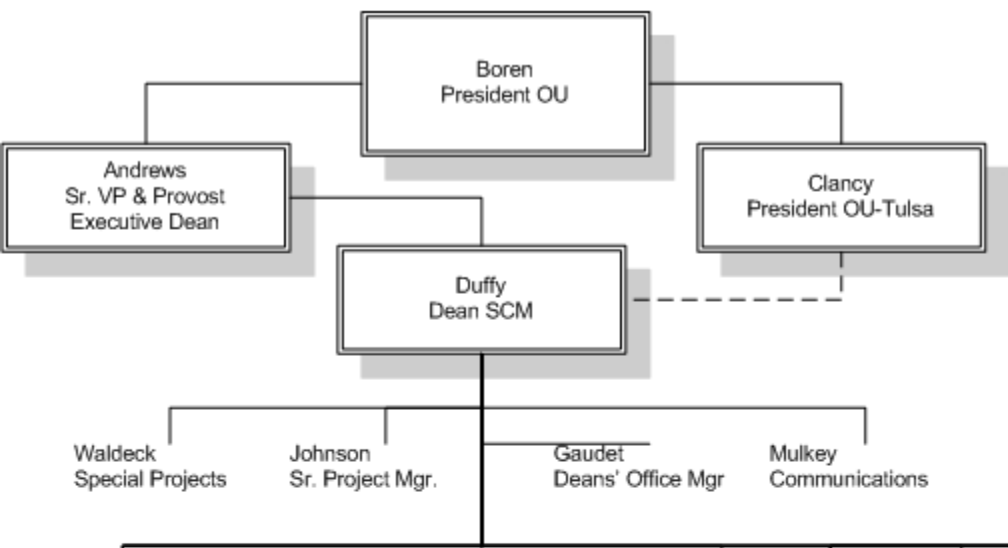 Boren
President OU
Andrews
Sr. VP & Provost
Executive Dean
Clancy
President OU-Tulsa
Duffy
Dean SCM
Waldeck
Special Projects
Johnson
Sr. Project Mgr.
Gaudet
Deans' Office Mgr
Mulkey
Communications